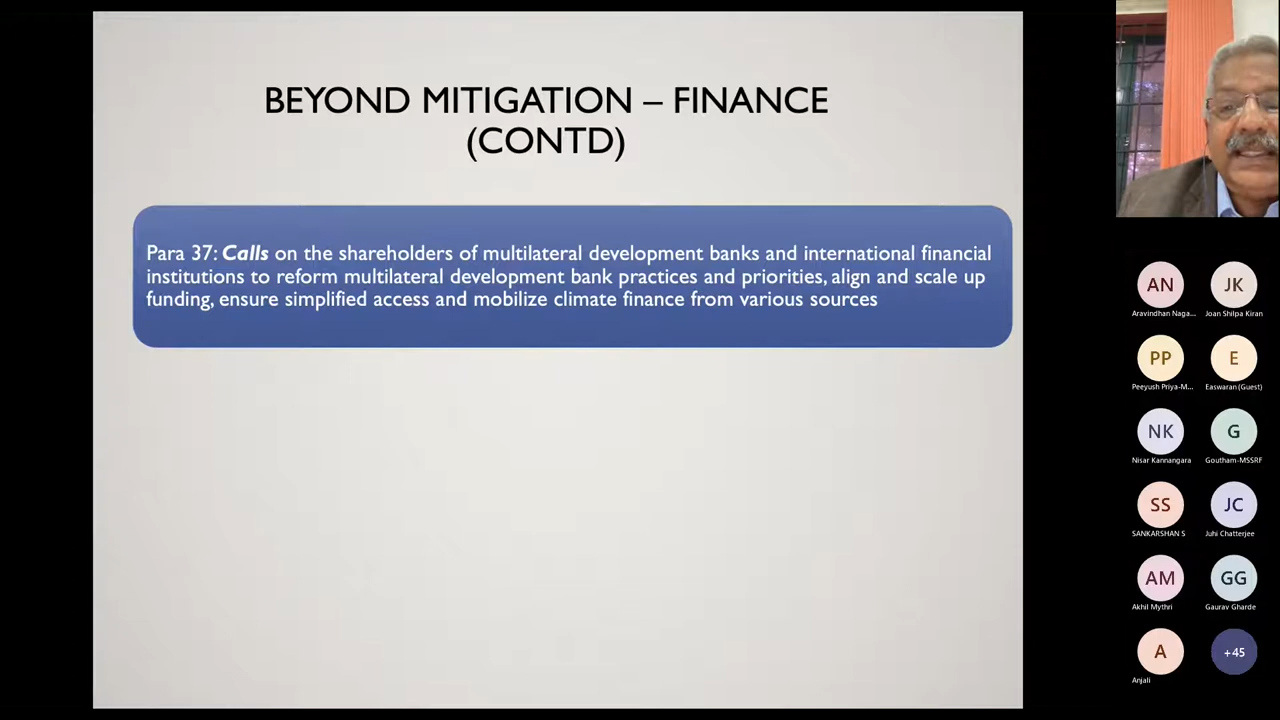 BEYOND MITIGATION – FINANCE
(CONTD)
Para 37: Calls on the shareholders of multilateral development banks and international financial
institutions to reform multilateral development bank practices and priorities, align and scale up
funding, ensure simplified access and mobilize climate finance from various sources
AN
JK
Aravindhan Naga...
Joan Shilpa Kiran
PP
E
Peeyush Priya-M...
Easwaran (Guest)
NK
G
Nisar Kannangara
Goutham-MSSRF
SS
JC
SANKARSHAN S
Juhi Chatterjee
AM
GG
Akhil Mythri
Gaurav Gharde
A
+45
Anjali